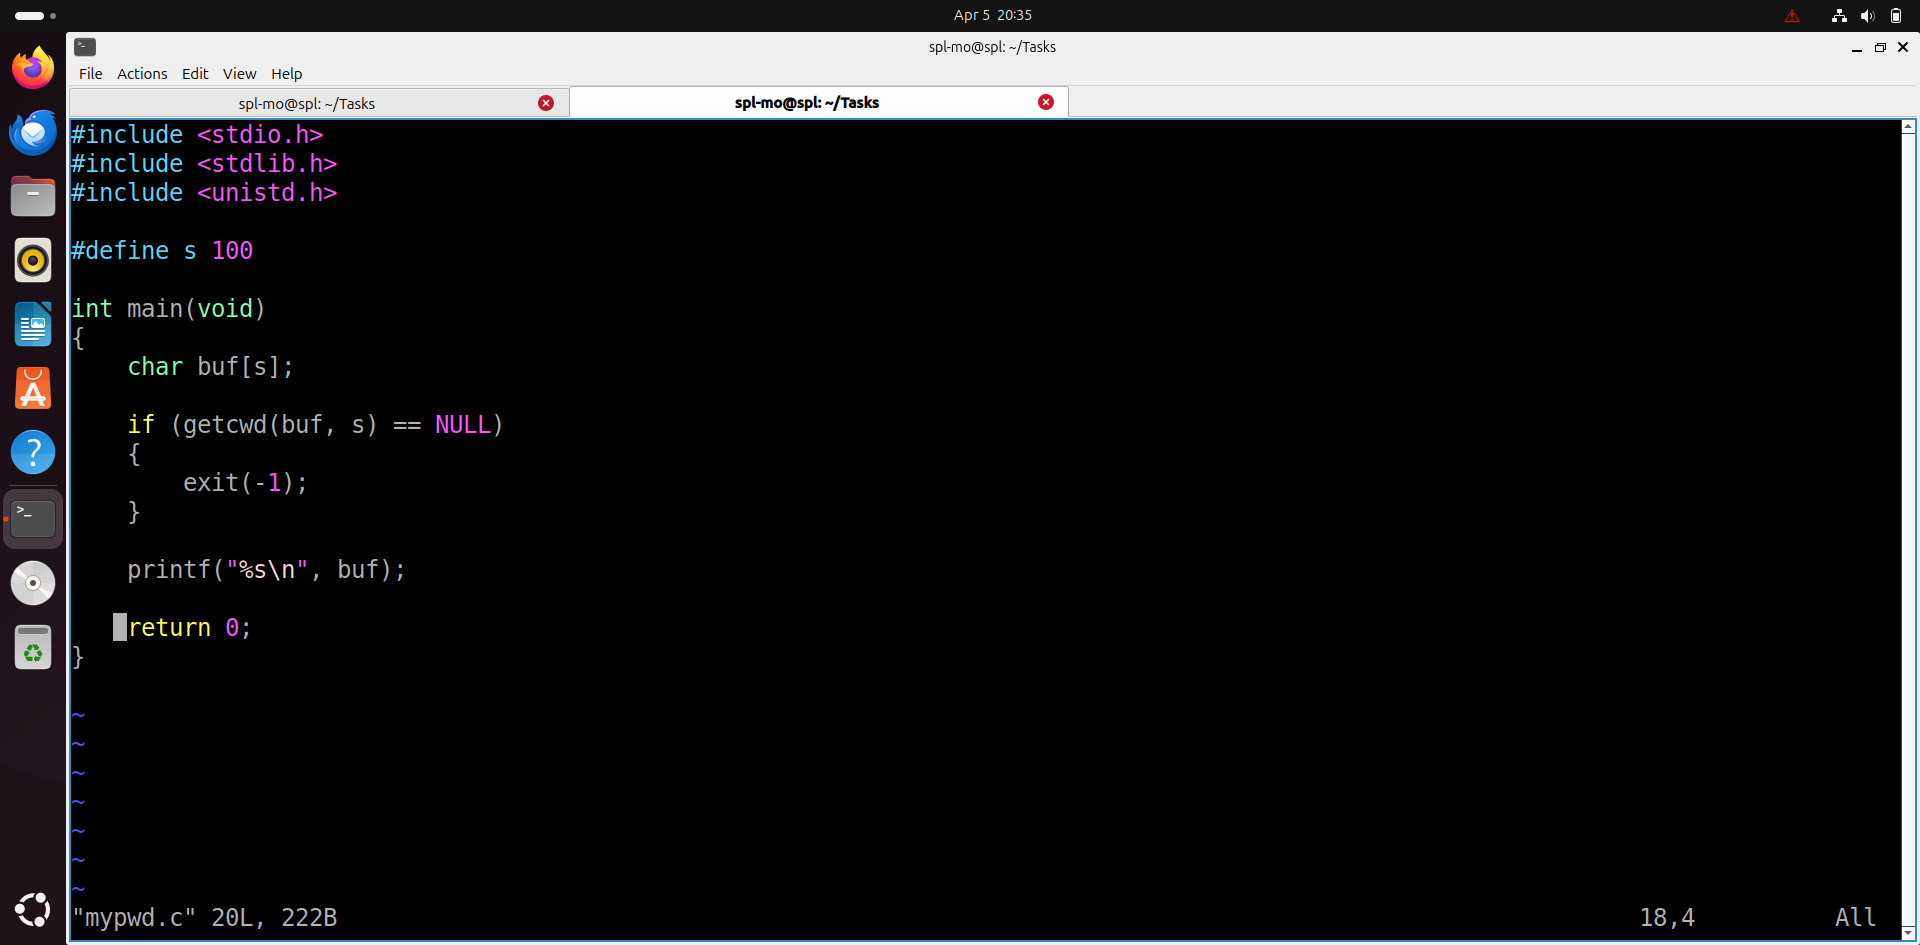 Apr 5 20:35
spl-mo@spl: ~/Tasks
File Actions Edit View Help
spl-mo@spl: ~/Tasks
spl-mo@spl: ~/Tasks
#include <stdio.h>
#include <stdlib.h>
#include <unistd.h>
#define s 100
int main(void)
{
    char buf[s];
    if (getcwd(buf, s) == NULL)
    {
        exit(-1);
    }
    printf("%s\n", buf);
    return 0;
}
~
~
~
~
~
~
~
"mypwd.c" 20L, 222B 18,4 All